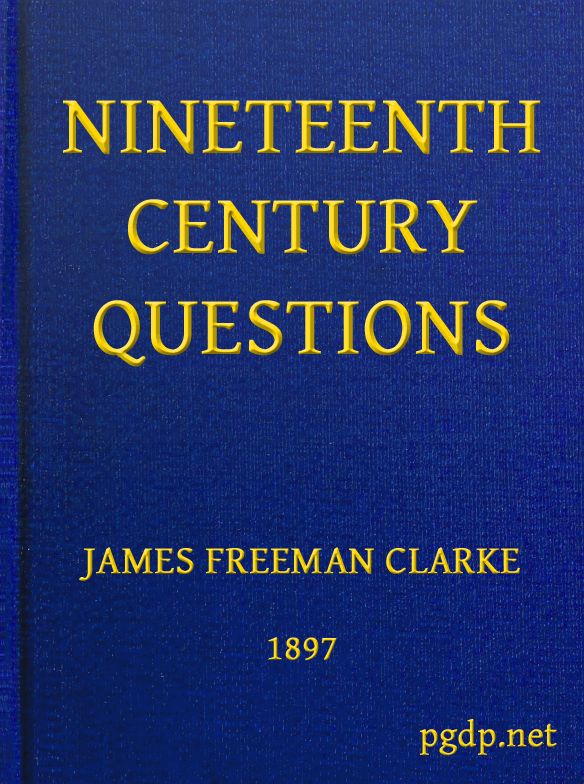 NINETEENTH
CENTURY
QUESTIONS
JAMES FREEMAN CLARKE
1897
pgdp.net